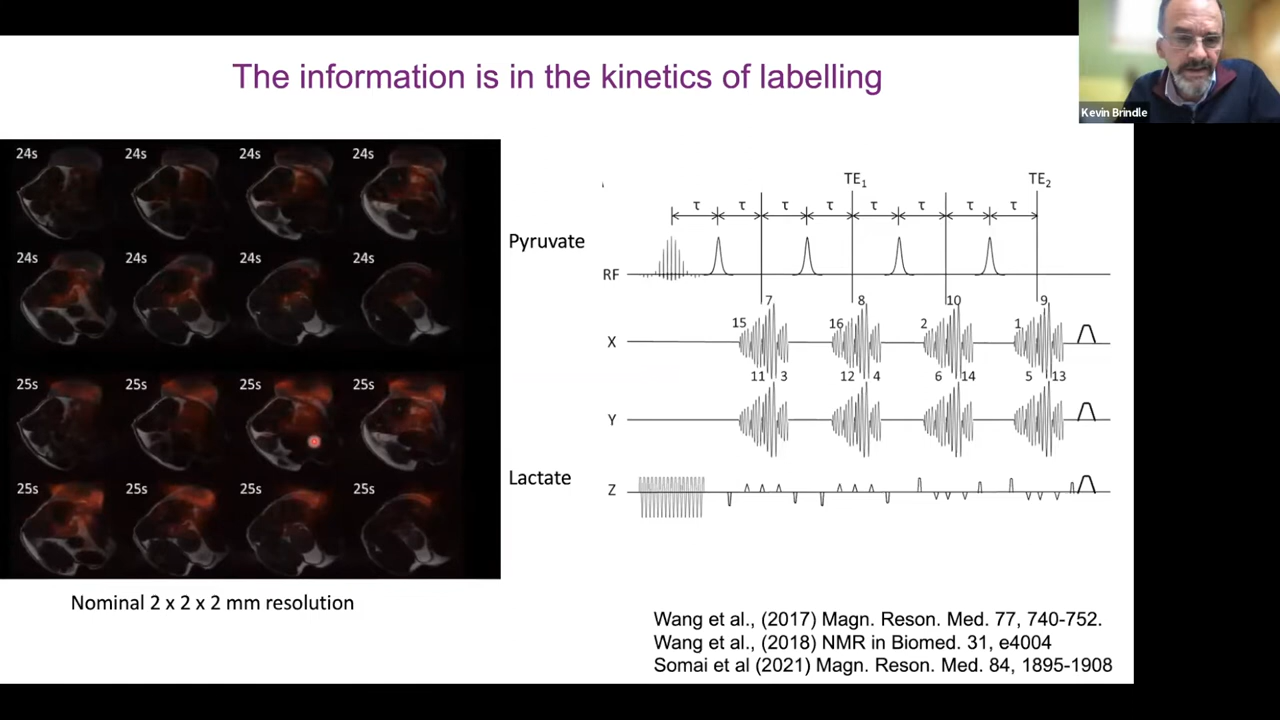 The information is in the kinetics of labelling
Kevin Brindle
24s 24s 24s 24s
24s 24s 24s 24s
25s 25s 25s 25s
25s 25s 25s 25s
Pyruvate
Lactate
Nominal 2 x 2 x 2 mm resolution
TE1 TE2
τ τ τ τ τ τ τ τ
RF
7 8 10 9
15 16 2 1
X
11 3 12 4 6 14 5 13
Y
Z
Wang et al., (2017) Magn. Reson. Med. 77, 740-752.
Wang et al., (2018) NMR in Biomed. 31, e4004
Somai et al (2021) Magn. Reson. Med. 84, 1895-1908